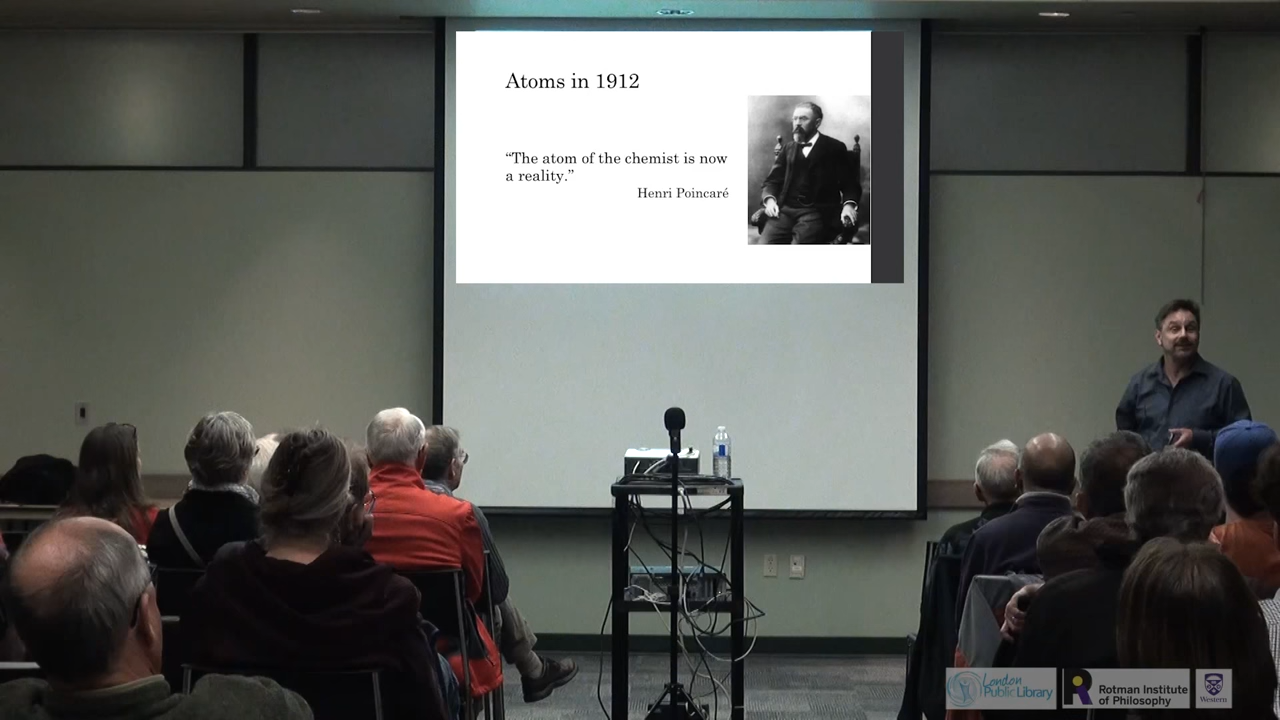 Atoms in 1912
“The atom of the chemist is now
a reality.”
Henri Poincaré
London
Public Library
Rotman Institute
of Philosophy
Western